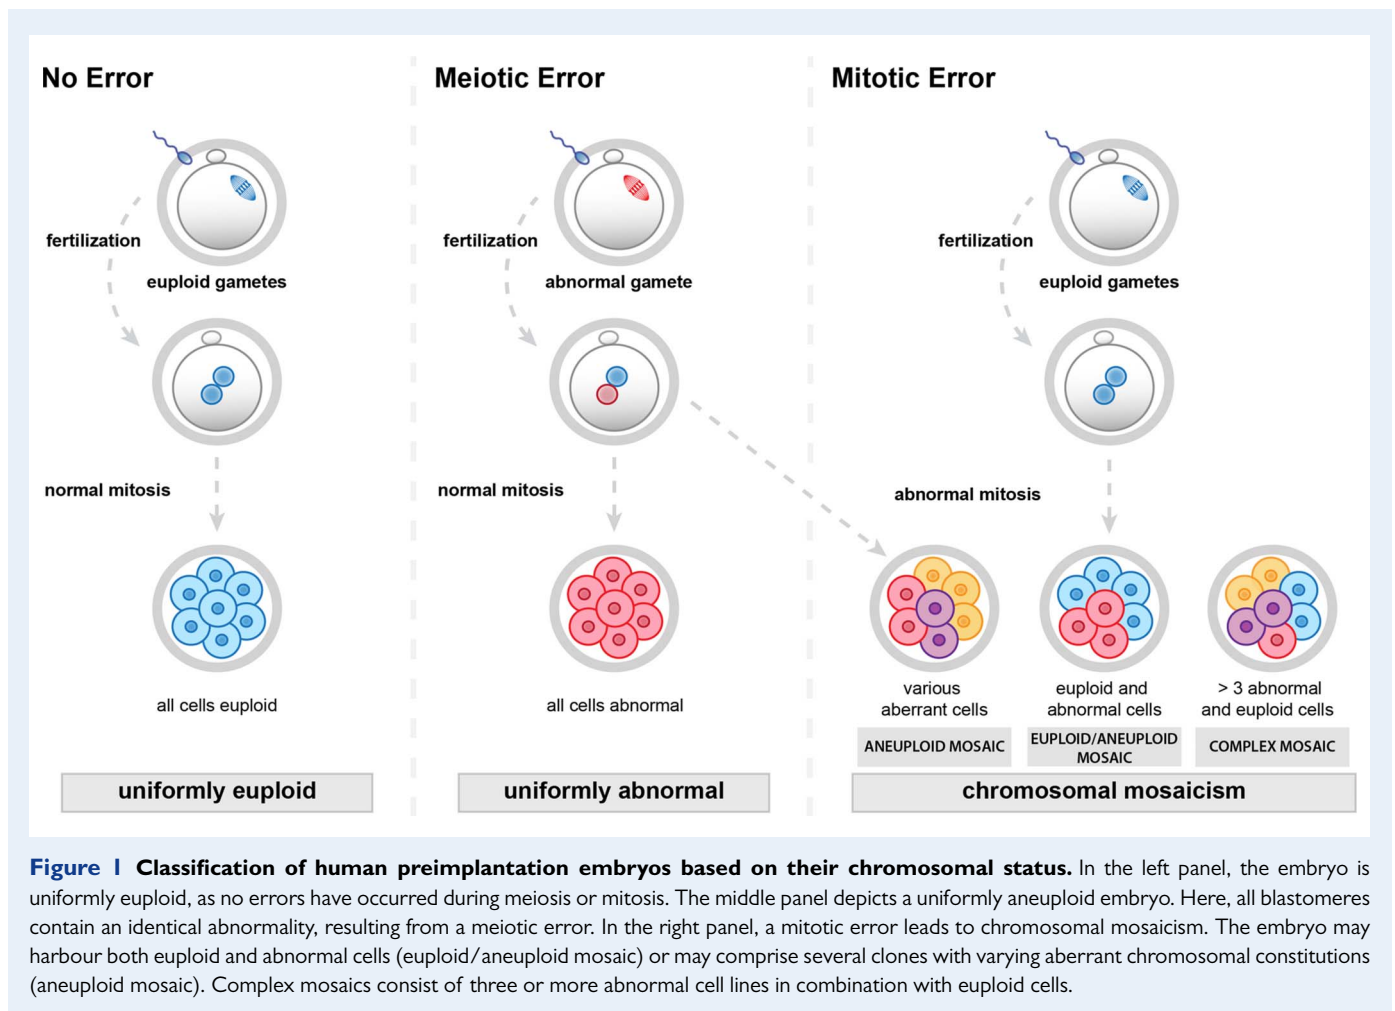 No Error
fertilization
euploid gametes
normal mitosis
all cells euploid
uniformly euploid
Meiotic Error
fertilization
abnormal gamete
normal mitosis
all cells abnormal
uniformly abnormal
Mitotic Error
fertilization
euploid gametes
abnormal mitosis
various
aberrant cells
ANEUPLOID MOSAIC
euploid and
abnormal cells
EUPLOID/ANEUPLOID
MOSAIC
> 3 abnormal
and euploid cells
COMPLEX MOSAIC
chromosomal mosaicism
Figure 1 Classification of human preimplantation embryos based on their chromosomal status. In the left panel, the embryo is
uniformly euploid, as no errors have occurred during meiosis or mitosis. The middle panel depicts a uniformly aneuploid embryo. Here, all blastomeres
contain an identical abnormality, resulting from a meiotic error. In the right panel, a mitotic error leads to chromosomal mosaicism. The embryo may
harbour both euploid and abnormal cells (euploid/aneuploid mosaic) or may comprise several clones with varying aberrant chromosomal constitutions
(aneuploid mosaic). Complex mosaics consist of three or more abnormal cell lines in combination with euploid cells.